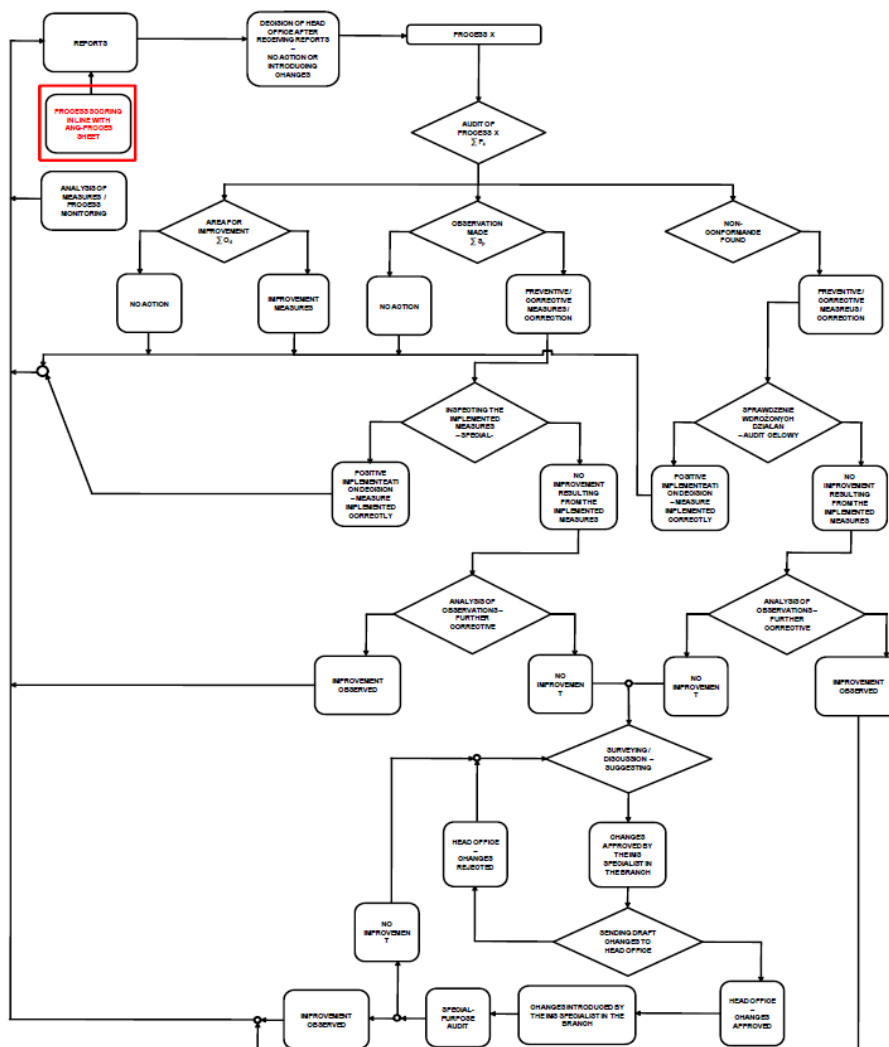 REPORTS
DECISION OF HEAD
OFFICE AFTER
RECEIVING REPORTS
–
NO ACTION OR
INTRODUCING
CHANGES
PROCESS X
PROCESS SCORING
IN LINE WITH
ANG-PROCES
SHEET
AUDIT OF
PROCESS X
ANALYSIS OF
MEASURES /
PROCESS
MONITORING
AREA FOR
IMPROVEMENT
OBSERVATION
MADE
NON-
CONFORMANCE
FOUND
NO ACTION
IMPROVEMENT
MEASURES
NO ACTION
PREVENTIVE /
CORRECTIVE
MEASURES /
CORRECTION
PREVENTIVE /
CORRECTIVE
MEASREUS /
CORRECTION
INSPECTING THE
IMPLEMENTED
MEASURES
– SPECIAL-
SPRAWDZENIE
WDROŻONYCH
DZIALAN
– AUDIT CELOWY
POSITIVE
IMPLEMENTEATI
ON DECISION
– MEASURE
IMPLEMENTED
CORRECTLY
NO
IMPROVEMENT
RESULTING
FROM THE
IMPLEMENTED
MEASURES
POSITIVE
IMPLEMENTEATI
ON DECISION
– MEASURE
IMPLEMENTED
CORRECTLY
NO
IMPROVEMENT
RESULTING
FROM THE
IMPLEMENTED
MEASURES
ANALYSIS OF
OBSERVATIONS –
FURTHER
CORRECTIVE
ANALYSIS OF
OBSERVATIONS –
FURTHER
CORRECTIVE
IMPROVEMENT
OBSERVED
NO
IMPROVEMEN
T
NO
IMPROVEMEN
T
IMPROVEMENT
OBSERVED
SURVEYING /
DISCUSSION –
SUGGESTING
HEAD OFFICE
–
CHANGES
REJECTED
CHANGES
APPROVED BY
THE IMS
SPECIALIST IN
THE BRANCH
NO
IMPROVEMEN
T
SENDING DRAFT
CHANGES TO
HEAD OFFICE
IMPROVEMENT
OBSERVED
SPECIAL-
PURPOSE
AUDIT
CHANGES INTRODUCED BY
THE IMS SPECIALIST IN THE
BRANCH
HEAD OFFICE
–
CHANGES
APPROVED